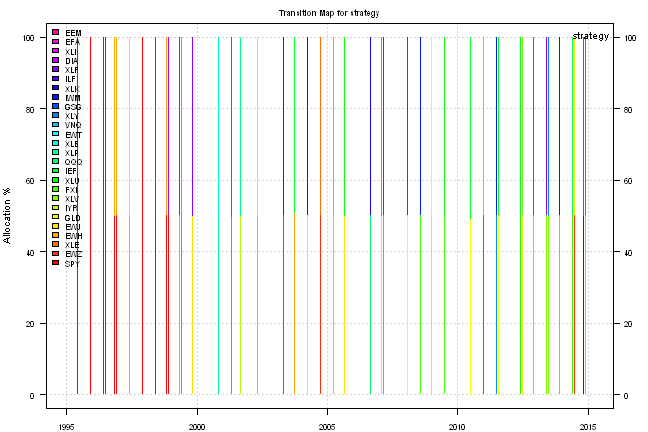 Transition Map for strategy
strategy
100
80
60
40
20
0
Allocation %
EEM
EFA
XLI
DIA
XLF
ILF
XLK
IWM
GSG
XLY
VNQ
EWT
XLB
XLP
QQQ
IEF
XLU
FXI
XLV
IYR
GLD
EWJ
EWH
XLE
EWZ
SPY
100
80
60
40
20
0
1995
2000
2005
2010
2015